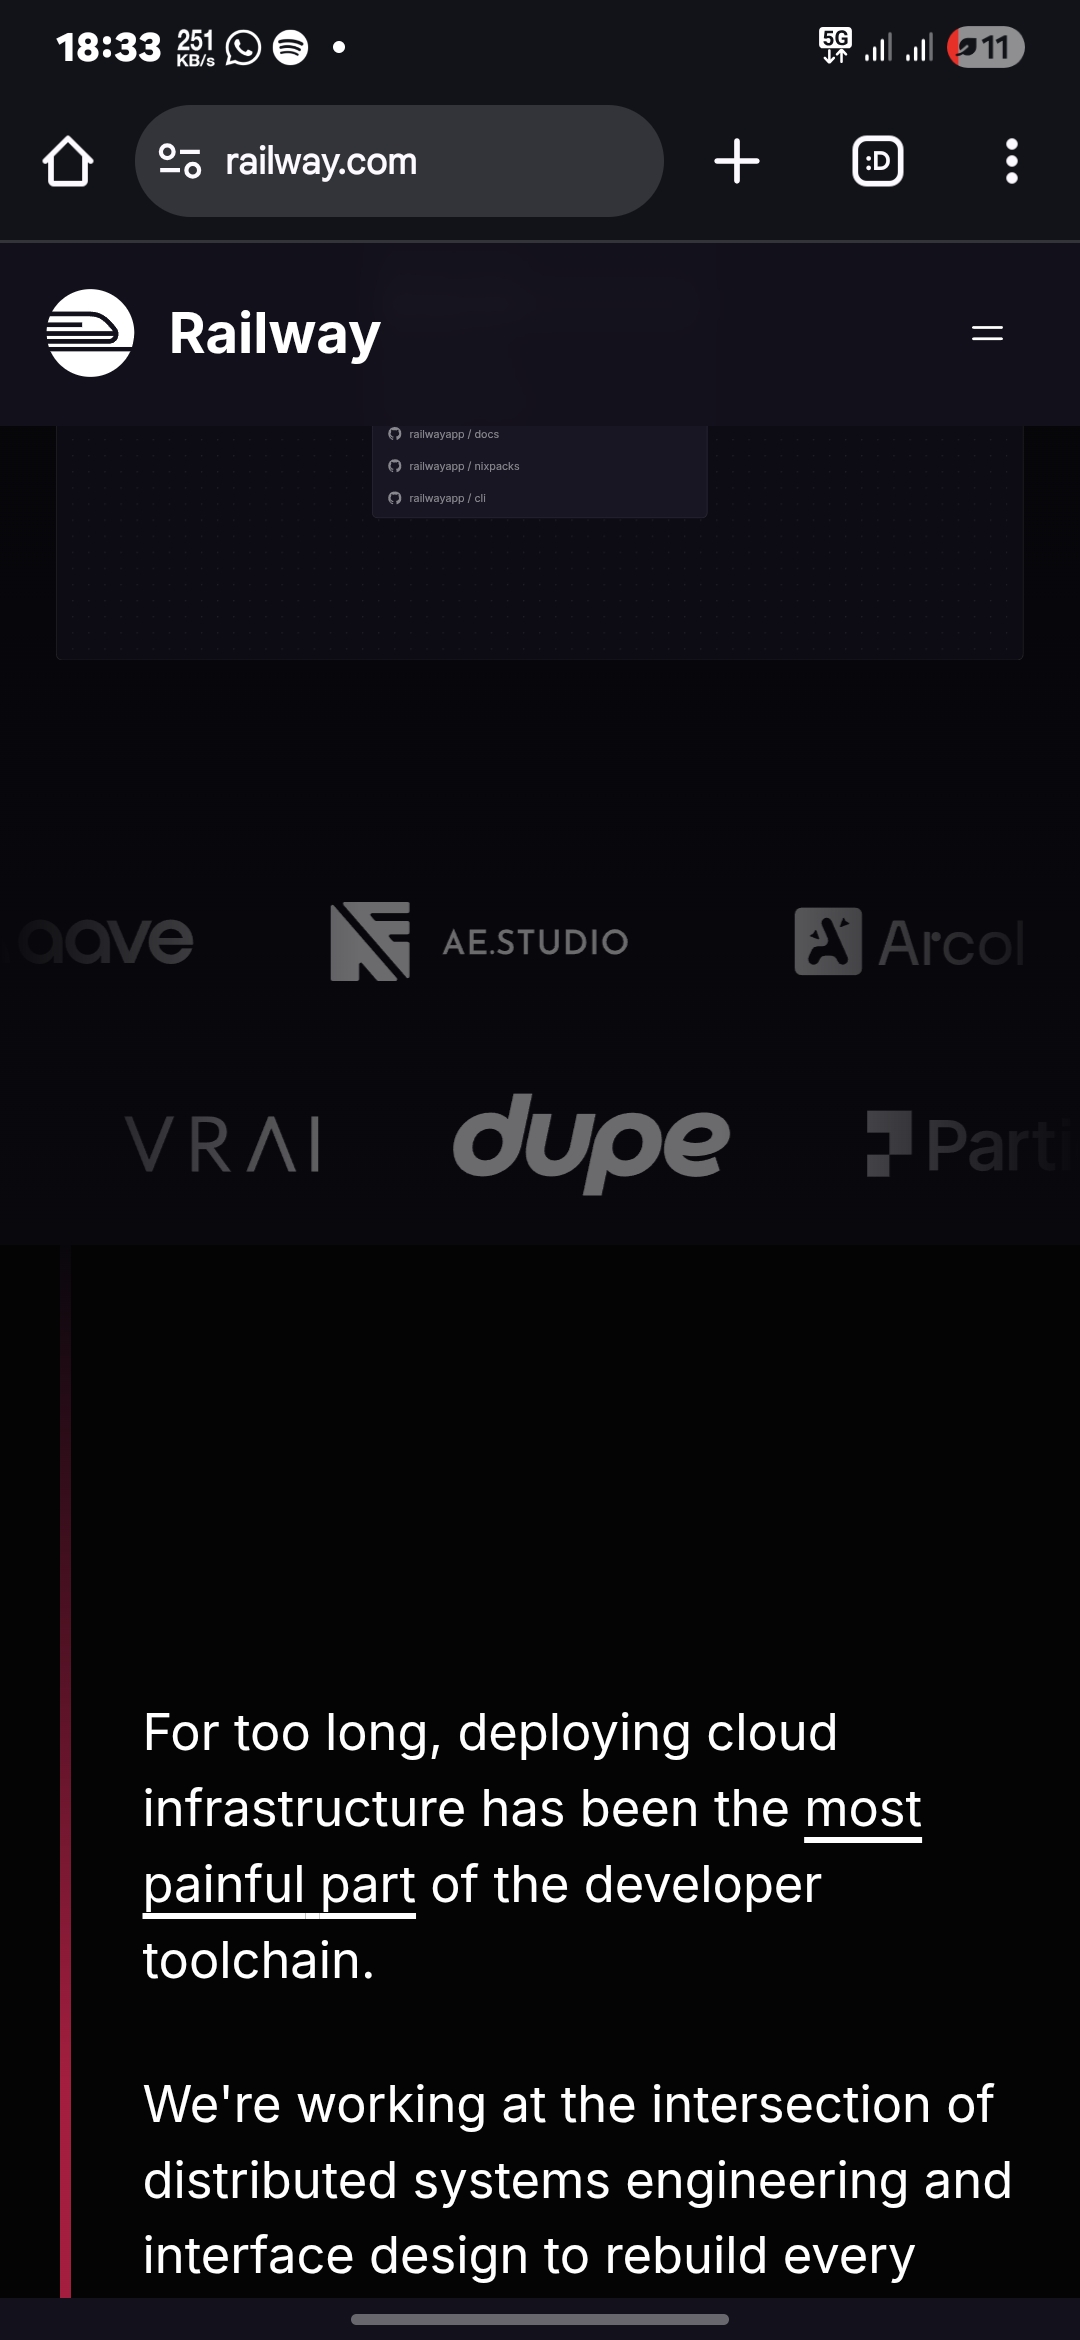 18:33 251 KB/s 5G 11
railway.com :D
Railway
railwayapp / docs
railwayapp / nixpacks
railwayapp / cli
aave AE.STUDIO Arcol
VRAI dupe Parti
For too long, deploying cloud
infrastructure has been the most
painful part of the developer
toolchain.
We're working at the intersection of
distributed systems engineering and
interface design to rebuild every